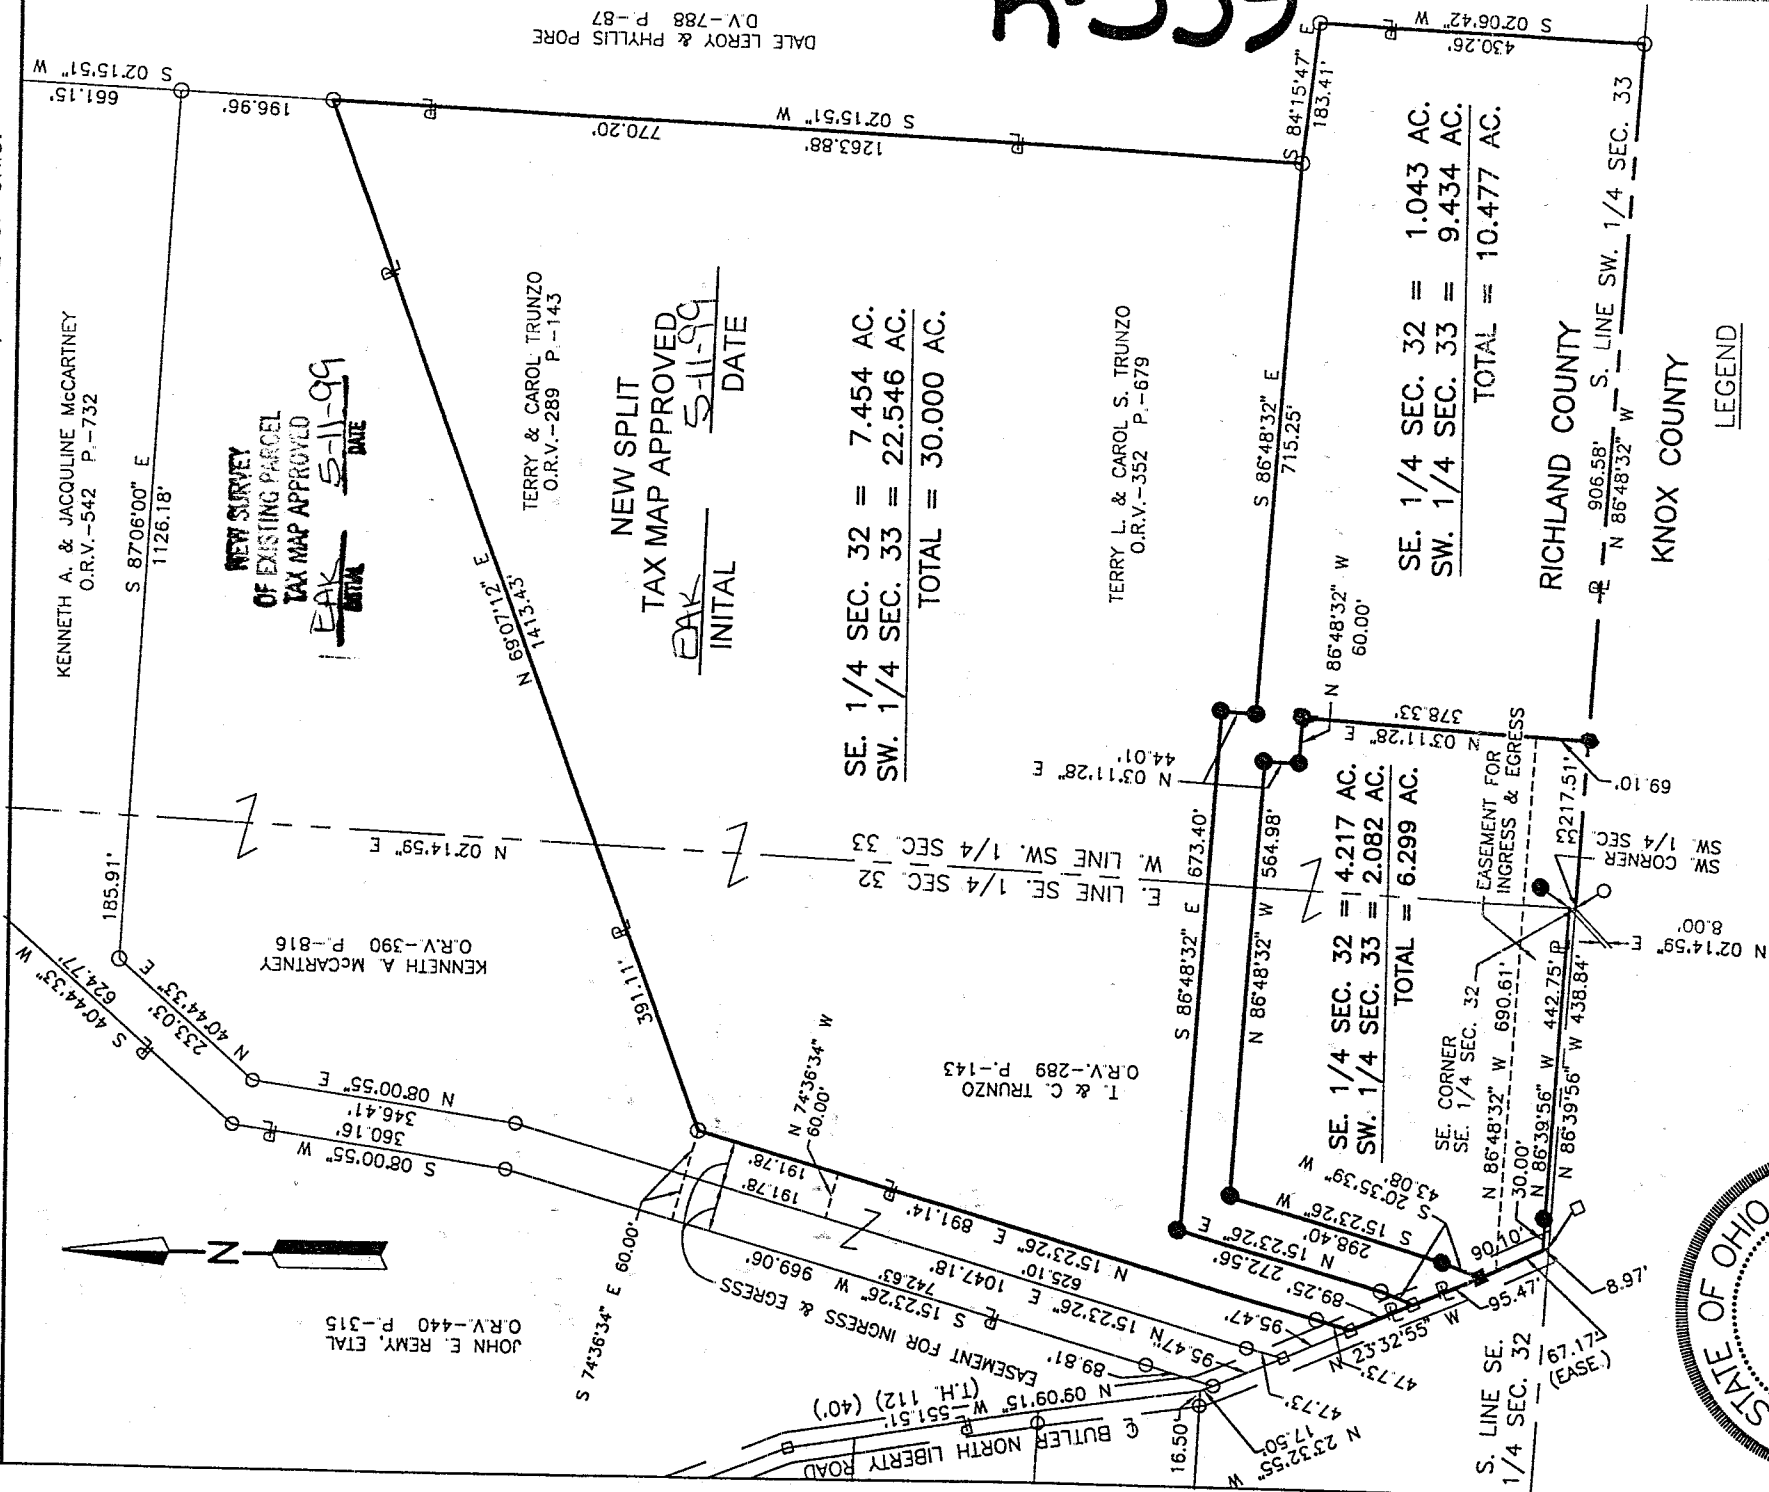 DALE LEROY & PHYLLIS PORE
D.V.-788 P.-87
S 02°15'51" W
661.15'
196.96'
S 02°15'51" W
1263.88'
770.20'
S 84°15'47" E
183.41'
S 02°06'42" W
430.26'
KENNETH A. & JACQULINE McCARTNEY
O.R.V.-542 P.-732
S 87°06'00" E
1126.18'
185.91'
NEW SURVEY
OF EXISTING PARCEL
TAX MAP APPROVED
EAK 5-11-99
INITIAL DATE
N 69°07'12" E
1413.43'
391.11'
TERRY & CAROL TRUNZO
O.R.V.-289 P.-143
NEW SPLIT
TAX MAP APPROVED
EAK 5-11-99
INITAL DATE
SE. 1/4 SEC. 32 = 7.454 AC.
SW. 1/4 SEC. 33 = 22.546 AC.
TOTAL = 30.000 AC.
TERRY L. & CAROL S. TRUNZO
O.R.V.-352 P.-679
S 86°48'32" E
715.25'
SE. 1/4 SEC. 32 = 1.043 AC.
SW. 1/4 SEC. 33 = 9.434 AC.
TOTAL = 10.477 AC.
S. LINE SW. 1/4 SEC. 33
906.58'
N 86°48'32" W
RICHLAND COUNTY
KNOX COUNTY
LEGEND
N 86°48'32" W
60.00'
N 03°11'28" E
378.33'
N 03°11'28" E
44.01'
69.10'
N 02°14'59" E
W. LINE SW. 1/4 SEC 33
E. LINE SE. 1/4 SEC. 32
S 86°48'32" E 673.40'
N 86°48'32" W 564.98'
SE. 1/4 SEC. 32 = 4.217 AC.
SW. 1/4 SEC. 33 = 2.082 AC.
TOTAL = 6.299 AC.
EASEMENT FOR
INGRESS & EGRESS
217.51'
SW. CORNER
SW. 1/4 SEC.
N 02°14'59" E
8.00'
SE. CORNER
SE. 1/4 SEC. 32
N 86°48'32" W 690.61'
30.00'
N 86°39'56" W 442.75'
N 86°39'56" W 438.84'
KENNETH A. McCARTNEY
O.R.V.-390 P.-816
S 40°44'33" W
624.77'
N 40°44'33" E
233.03'
N 08°00'55" E
346.41'
360.16'
S 08°00'55" W
N
JOHN E. REMY, ETAL
O.R.V.-440 P.-315
S 74°36'34" E 60.00'
N 74°36'34" W
60.00'
T. & C. TRUNZO
O.R.V.-289 P.-143
191.78'
191.78'
891.14'
N 15°23'26" E
1047.18'
625.10'
N 15°23'26" E
969.06'
742.63'
S 15°23'26" W
EASEMENT FOR INGRESS & EGRESS
N 15°23'26" E
272.56'
S 15°23'26" W
298.40'
S 20°35'39" W
43.08'
90.10'
89.25'
89.81'
95.47'
95.47'
95.47'
47.73'
47.73'
N 23°32'55" W
N 23°32'55" W
17.50'
16.50'
8.97'
67.17'
(EASE.)
N 09°09'15" W 551.51'
(T.H. 112) (40')
BUTLER NORTH LIBERTY ROAD
S. LINE SE.
1/4 SEC. 32
STATE OF OHIO